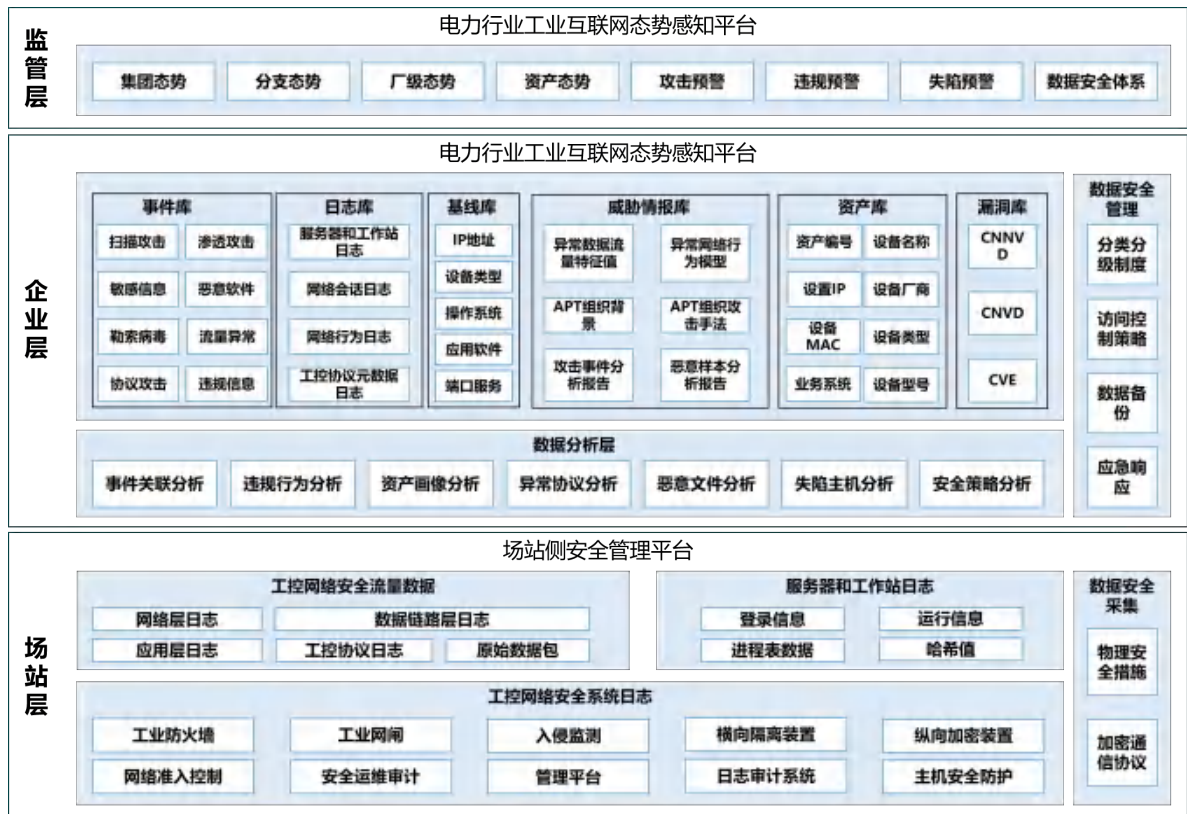 监管层
电力行业工业互联网态势感知平台
集团态势
分支态势
厂级态势
资产态势
攻击预警
违规预警
失陷预警
数据安全体系
企业层
电力行业工业互联网态势感知平台
事件库
扫描攻击
渗透攻击
敏感信息
恶意软件
勒索病毒
流量异常
协议攻击
违规信息
日志库
服务器和工作站
日志
网络会话日志
网络行为日志
工控协议元数据
日志
基线库
IP地址
设备类型
操作系统
应用软件
端口服务
威胁情报库
异常数据流
量特征值
异常网络行
为模型
APT组织背
景
APT组织攻
击手法
攻击事件分
析报告
恶意样本分
析报告
资产库
资产编号
设备名称
设置IP
设备厂商
设备
MAC
设备类型
业务系统
设备型号
漏洞库
CNNV
D
CNVD
CVE
数据安全
管理
分类分
级制度
访问控
制策略
数据备
份
应急响
应
数据分析层
事件关联分析
违规行为分析
资产画像分析
异常协议分析
恶意文件分析
失陷主机分析
安全策略分析
场站层
场站侧安全管理平台
工控网络安全流量数据
网络层日志
数据链路层日志
应用层日志
工控协议日志
原始数据包
服务器和工作站日志
登录信息
运行信息
进程表数据
哈希值
数据安全
采集
物理安
全措施
加密通
信协议
工控网络安全系统日志
工业防火墙
工业网闸
入侵监测
横向隔离装置
纵向加密装置
网络准入控制
安全运维审计
管理平台
日志审计系统
主机安全防护